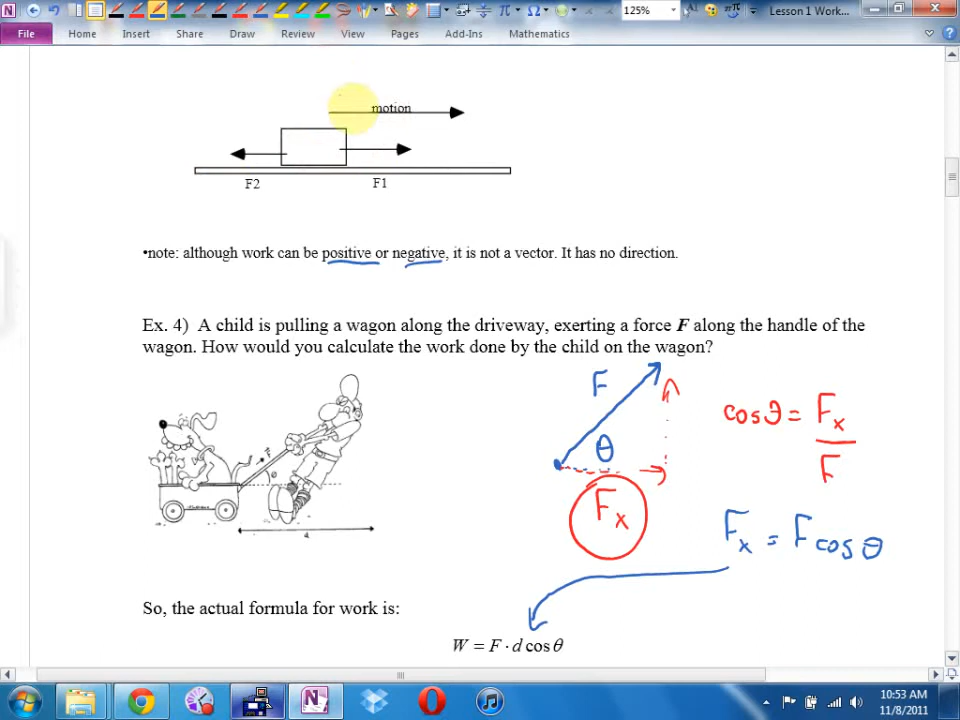 125%
Lesson 1 Work...
File Home Insert Share Draw Review View Pages Add-Ins Mathematics
motion
F2
F1
•note: although work can be positive or negative, it is not a vector. It has no direction.
Ex. 4) A child is pulling a wagon along the driveway, exerting a force F along the handle of the
wagon. How would you calculate the work done by the child on the wagon?
F
θ
Fx
cosθ = Fx / F
Fx = F cosθ
F
θ
d
So, the actual formula for work is:
W = F · d cos θ
10:53 AM
11/8/2011